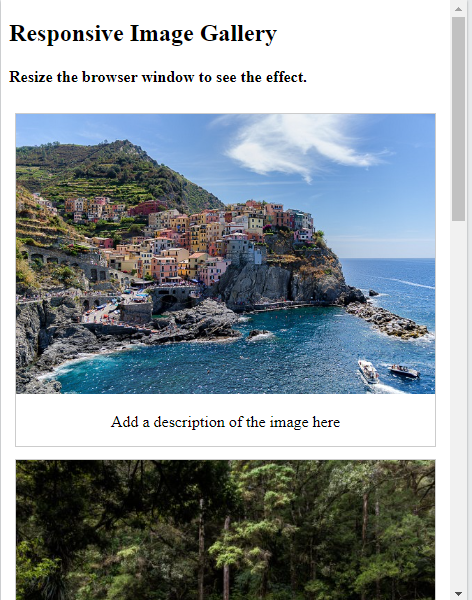 Responsive Image Gallery
Resize the browser window to see the effect.
Add a description of the image here